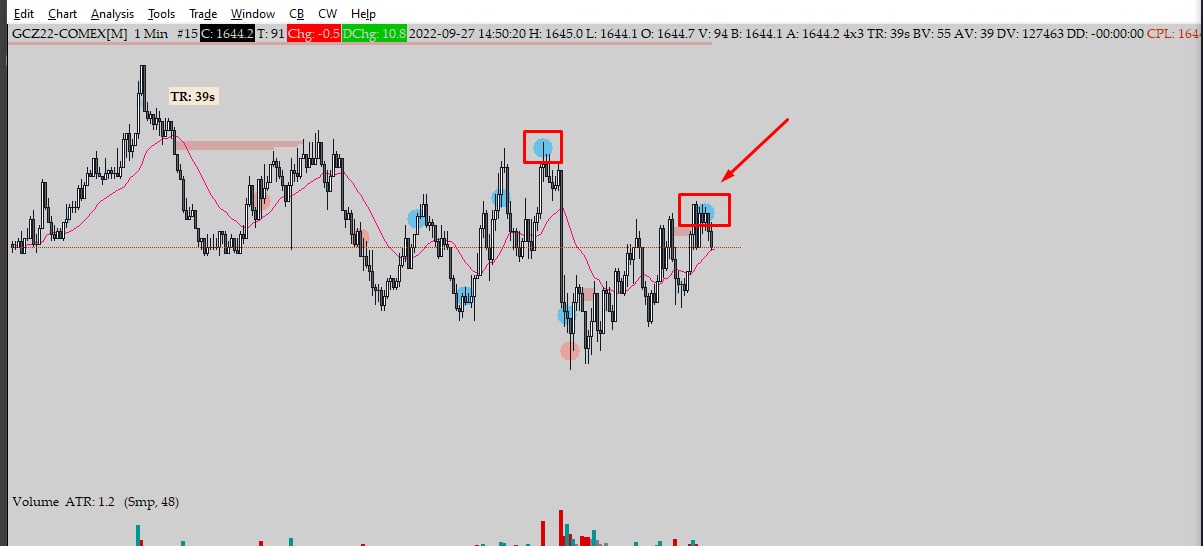 Edit Chart Analysis Tools Trade Window CB CW Help
GCZ22-COMEX[M] 1 Min #15 C: 1644.2 T: 91 Chg: -0.5 DChg: 10.8 2022-09-27 14:50:20 H: 1645.0 L: 1644.1 O: 1644.7 V: 94 B: 1644.1 A: 1644.2 4x3 TR: 39s BV: 55 AV: 39 DV: 127463 DD: -00:00:00 CPL:
TR: 39s
Volume ATR: 1.2 (Smp, 48)